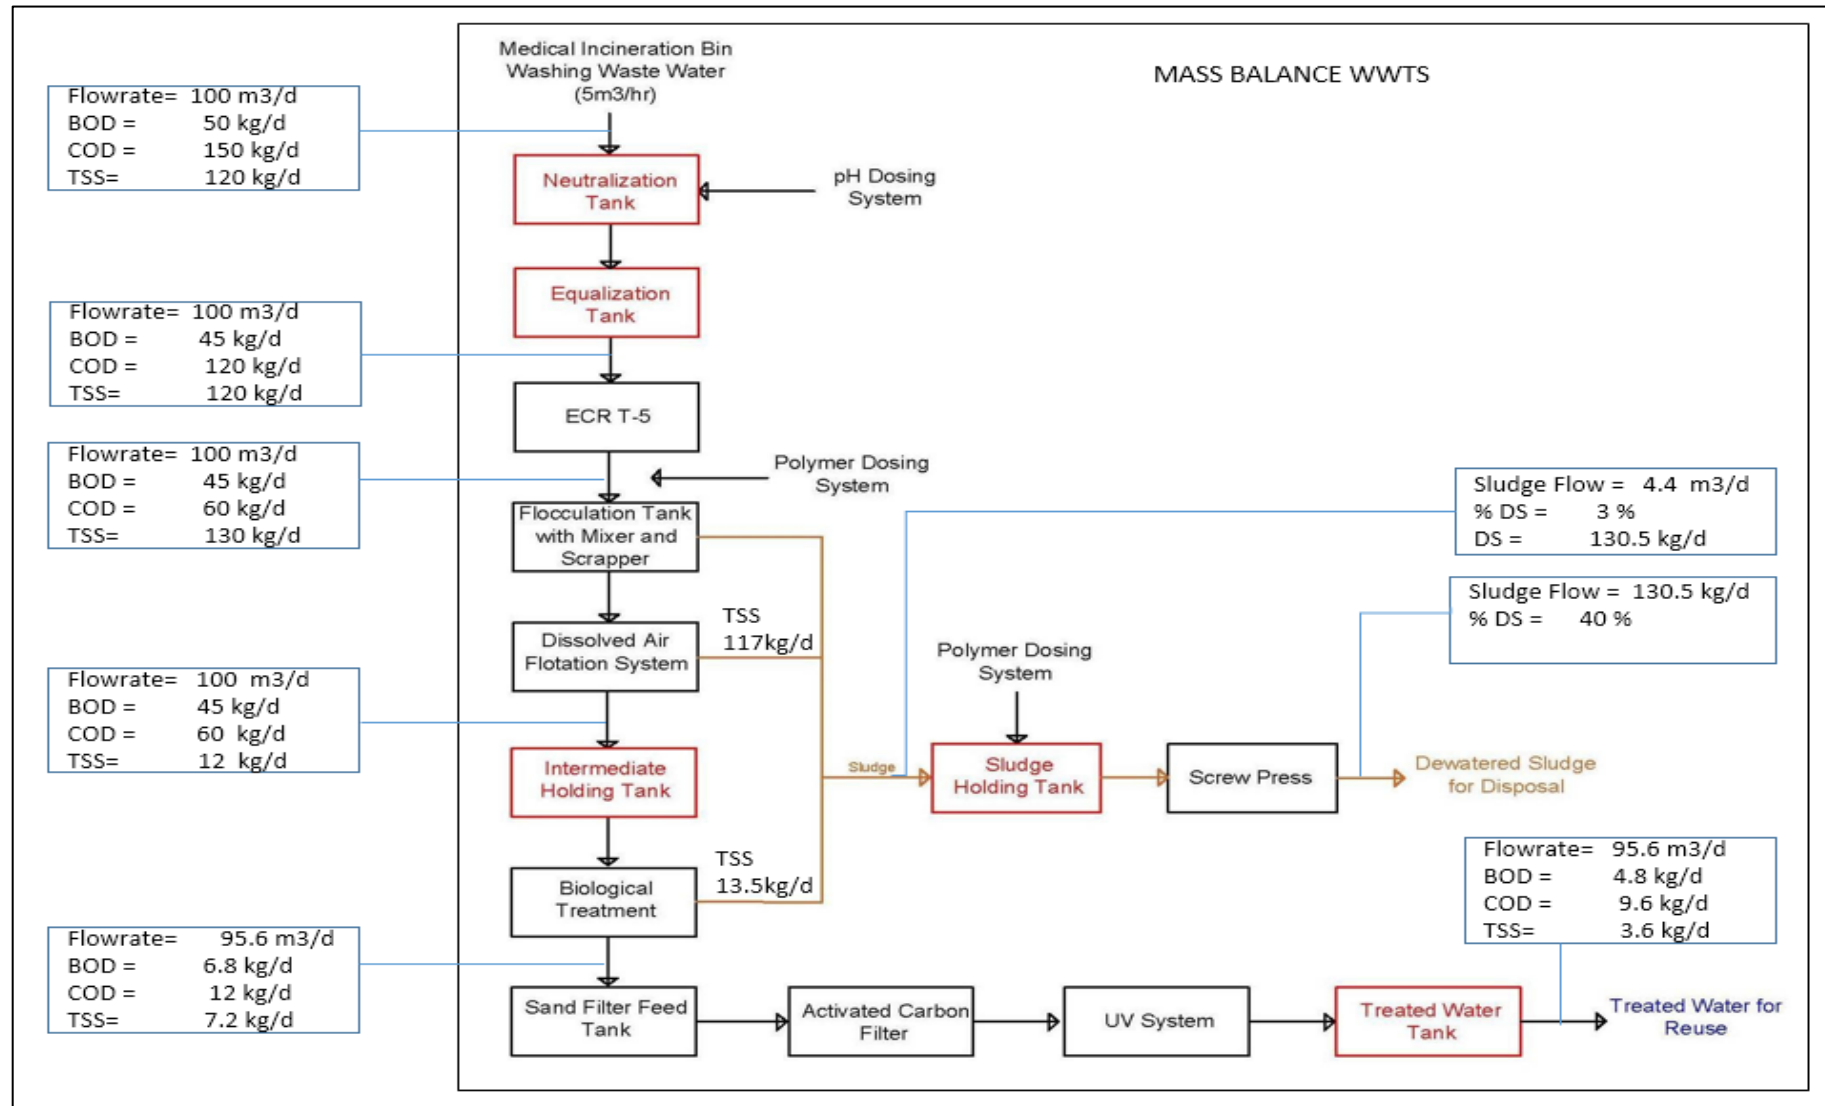 MASS BALANCE WWTS
Medical Incineration Bin
Washing Waste Water
(5m3/hr)
Flowrate= 100 m3/d
BOD = 50 kg/d
COD = 150 kg/d
TSS= 120 kg/d
Neutralization
Tank
pH Dosing
System
Equalization
Tank
Flowrate= 100 m3/d
BOD = 45 kg/d
COD = 120 kg/d
TSS= 120 kg/d
ECR T-5
Flowrate= 100 m3/d
BOD = 45 kg/d
COD = 60 kg/d
TSS= 130 kg/d
Polymer Dosing
System
Flocculation Tank
with Mixer and
Scrapper
Sludge Flow = 4.4 m3/d
% DS = 3 %
DS = 130.5 kg/d
Sludge Flow = 130.5 kg/d
% DS = 40 %
TSS
117kg/d
Dissolved Air
Flotation System
Polymer Dosing
System
Flowrate= 100 m3/d
BOD = 45 kg/d
COD = 60 kg/d
TSS= 12 kg/d
Intermediate
Holding Tank
Sludge
Sludge
Holding Tank
Screw Press
Dewatered Sludge
for Disposal
TSS
13.5kg/d
Biological
Treatment
Flowrate= 95.6 m3/d
BOD = 4.8 kg/d
COD = 9.6 kg/d
TSS= 3.6 kg/d
Flowrate= 95.6 m3/d
BOD = 6.8 kg/d
COD = 12 kg/d
TSS= 7.2 kg/d
Sand Filter Feed
Tank
Activated Carbon
Filter
UV System
Treated Water
Tank
Treated Water for
Reuse